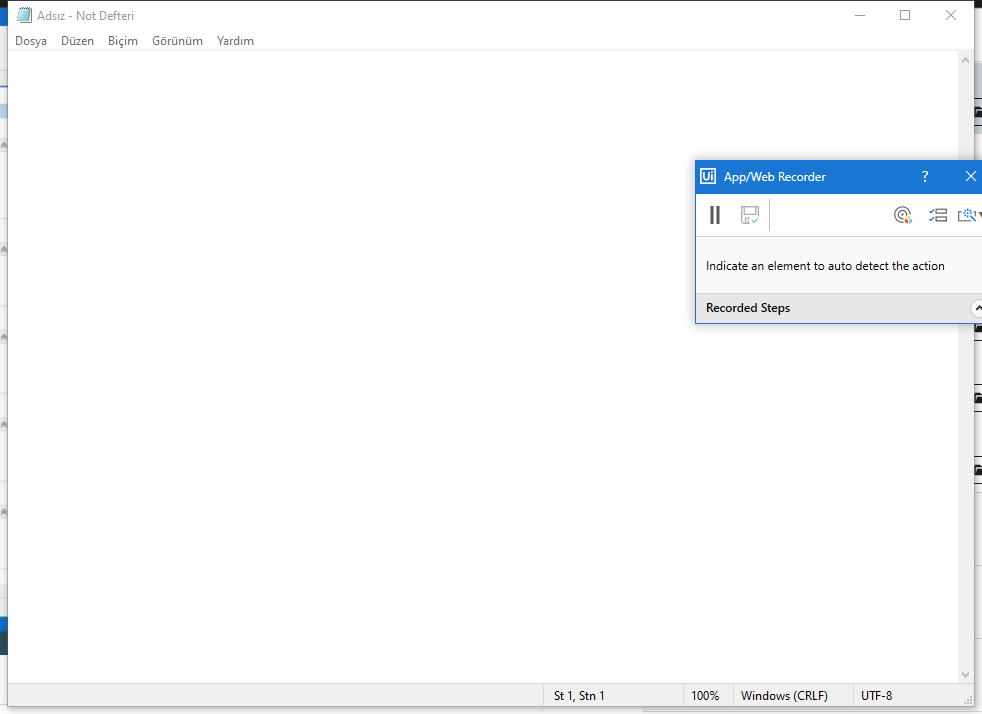 Adsız - Not Defteri
Dosya Düzen Biçim Görünüm Yardım
Ui App/Web Recorder ?
Indicate an element to auto detect the action
Recorded Steps
St 1, Stn 1 100% Windows (CRLF) UTF-8